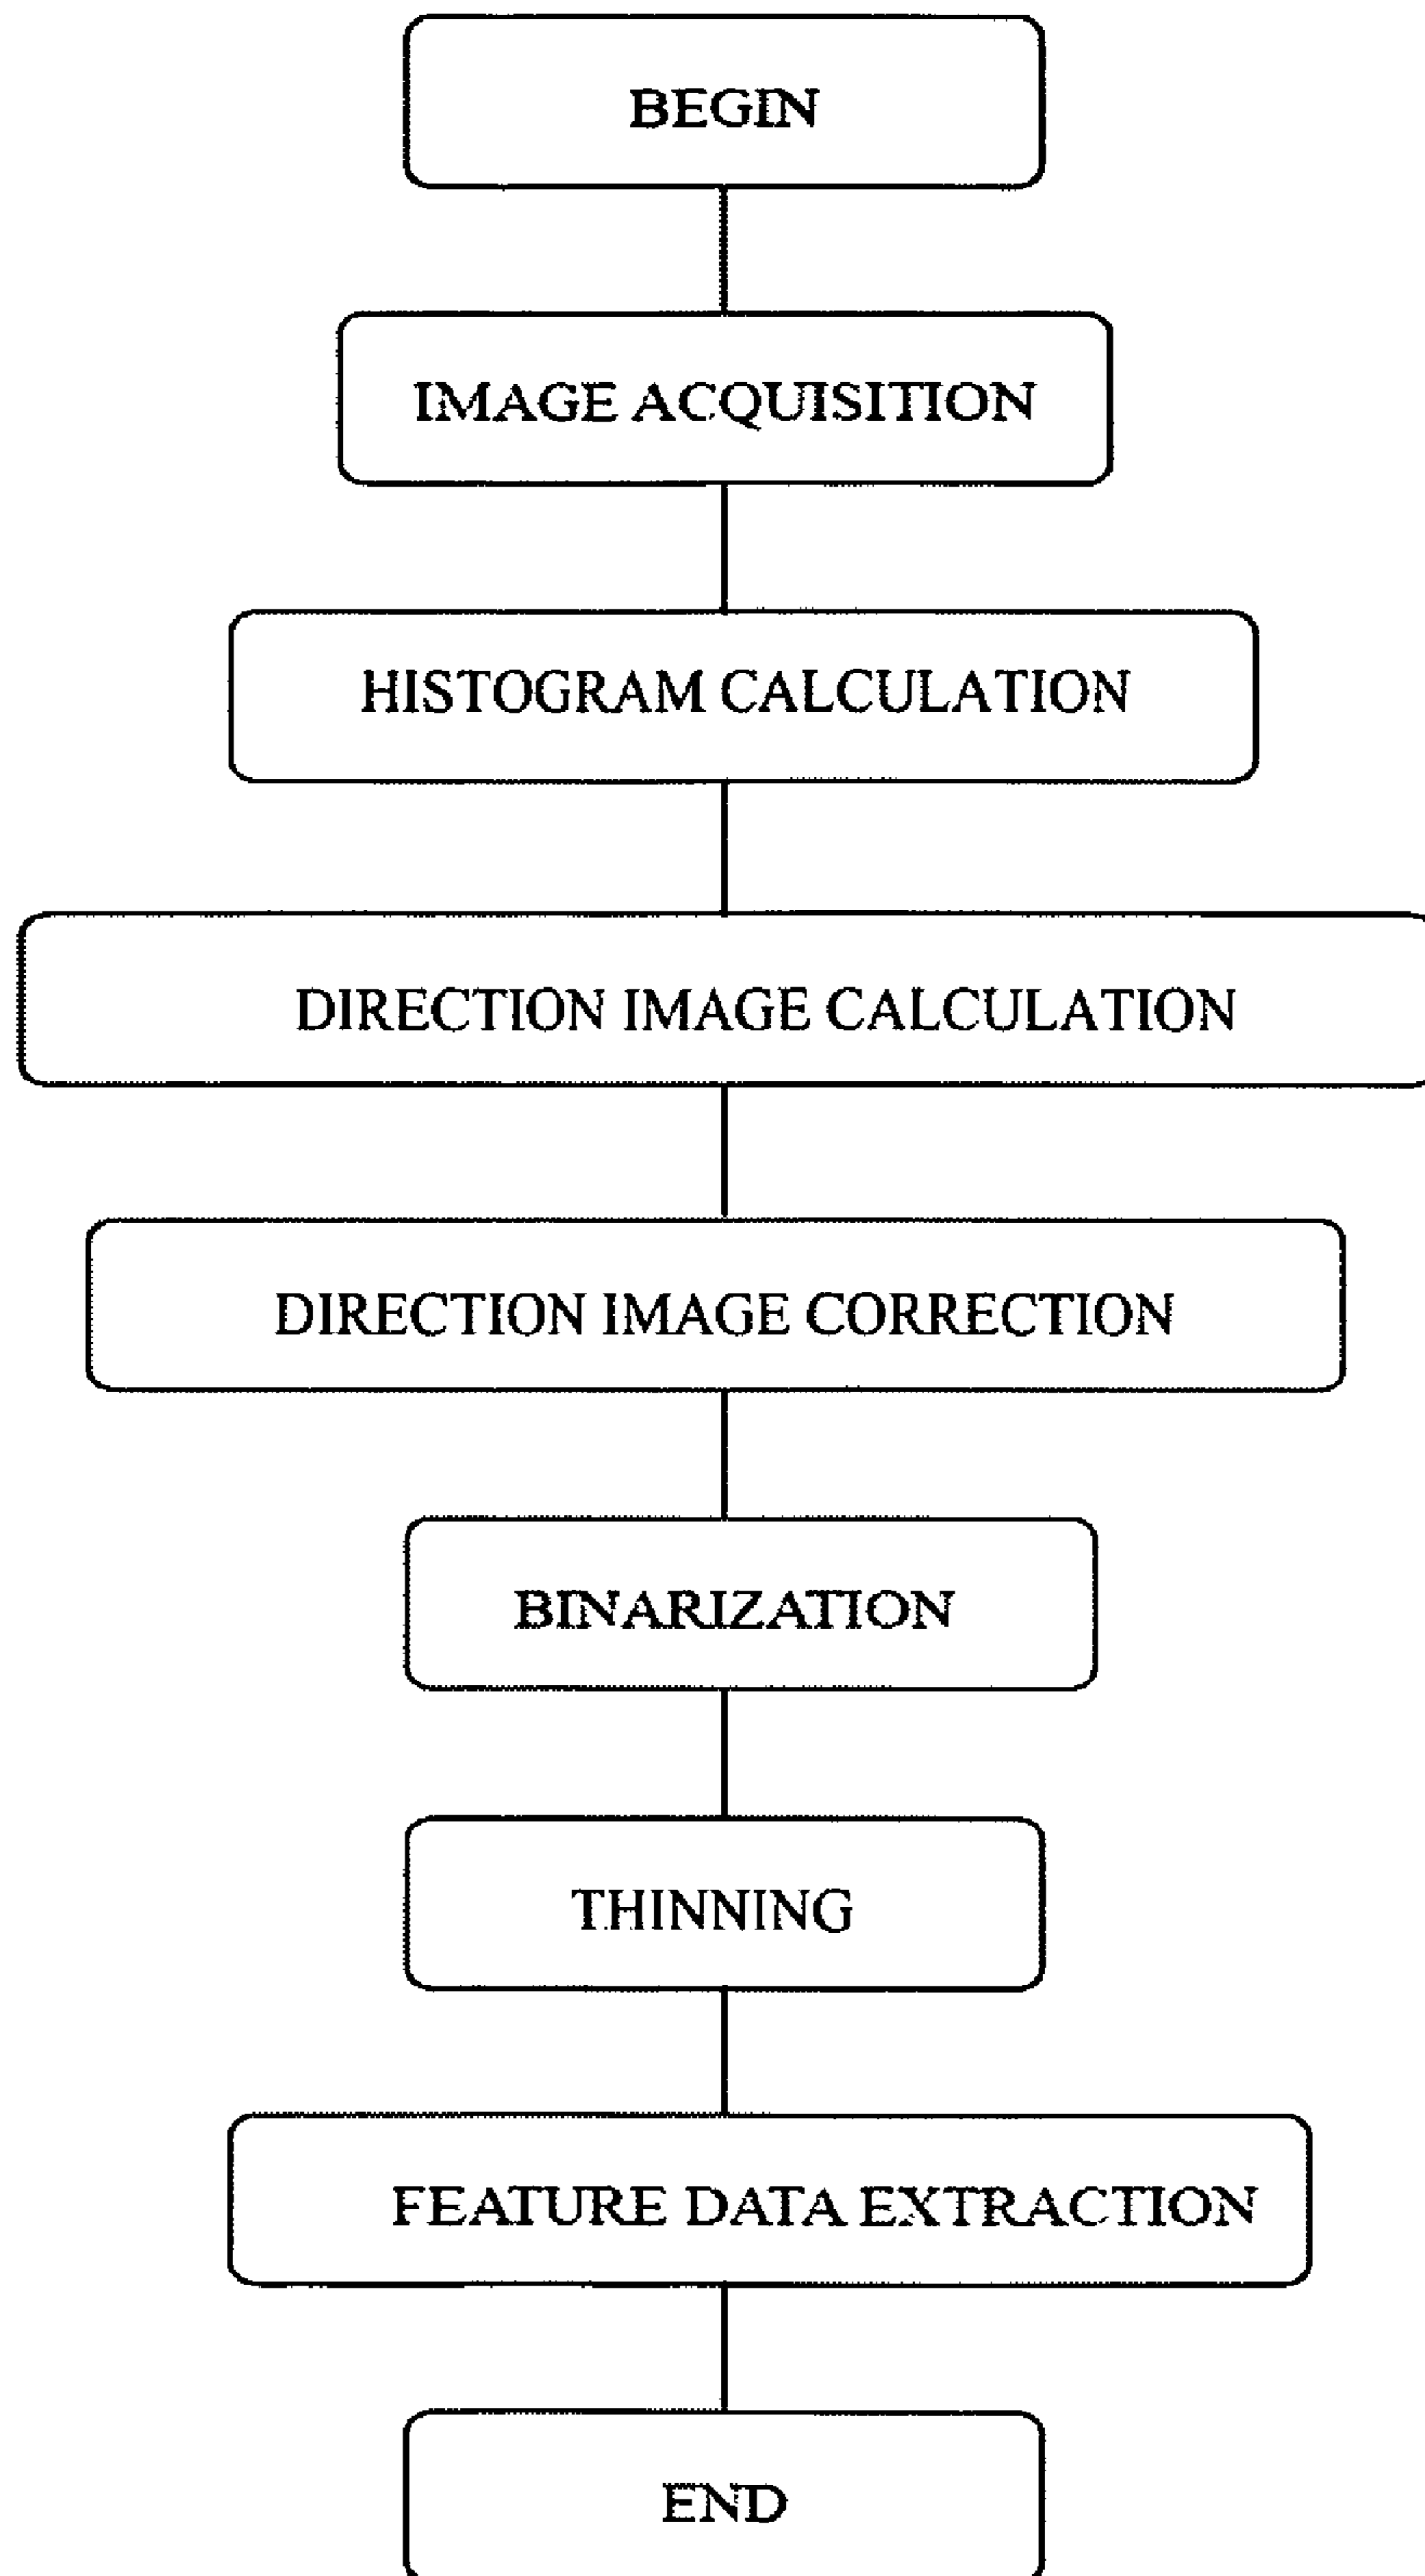 BEGIN
IMAGE ACQUISITION
HISTOGRAM CALCULATION
DIRECTION IMAGE CALCULATION
DIRECTION IMAGE CORRECTION
BINARIZATION
THINNING
FEATURE DATA EXTRACTION
END